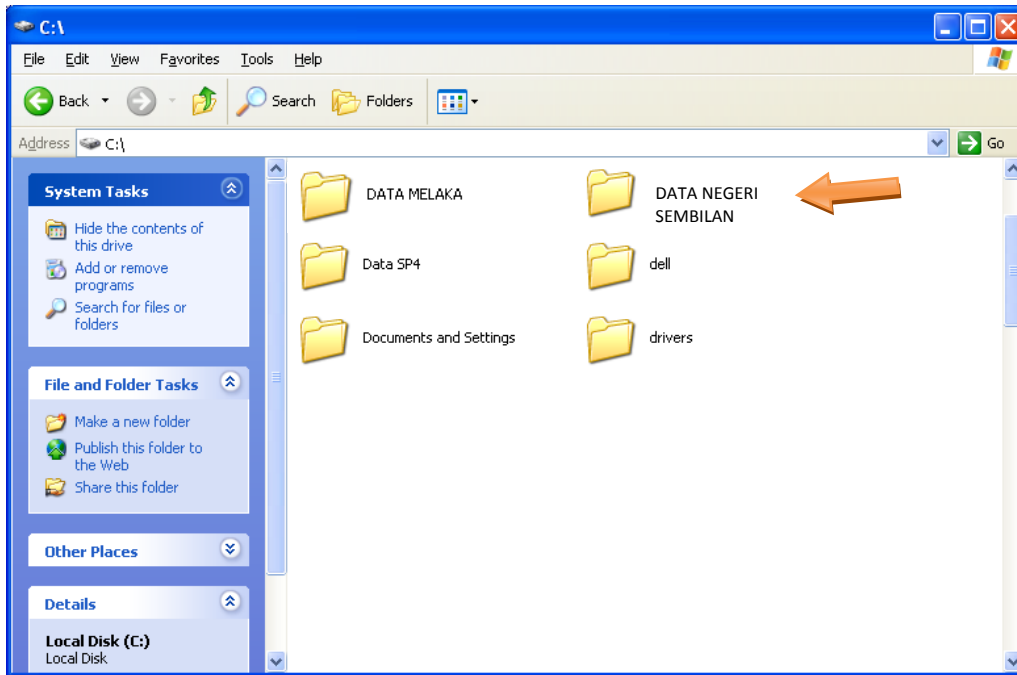 C:\
File Edit View Favorites Tools Help
Back Search Folders
Address C:\ Go
System Tasks
Hide the contents of
this drive
Add or remove
programs
Search for files or
folders
File and Folder Tasks
Make a new folder
Publish this folder to
the Web
Share this folder
Other Places
Details
Local Disk (C:)
Local Disk
DATA MELAKA
DATA NEGERI
SEMBILAN
Data SP4
dell
Documents and Settings
drivers